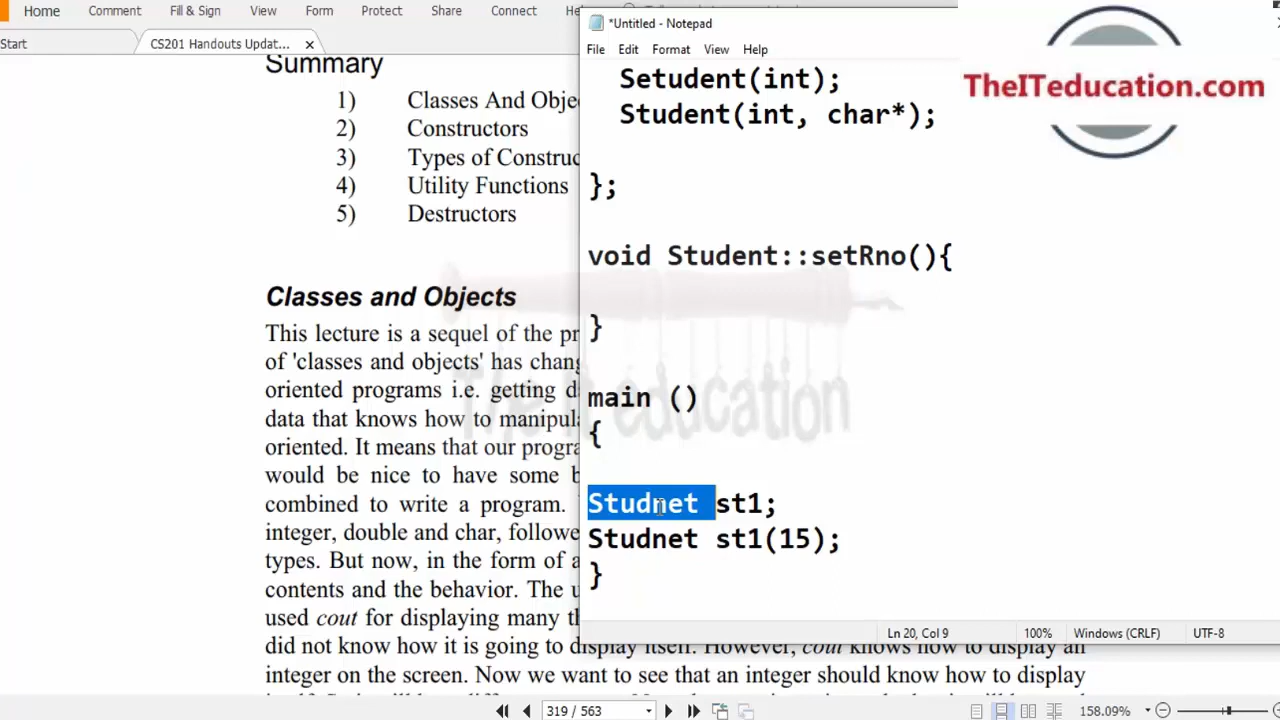 Home Comment Fill & Sign View Form Protect Share Connect He
Start
CS201 Handouts Updat... ×
*Untitled - Notepad
File Edit Format View Help
TheITeducation.com
Setudent(int);
Student(int, char*);
};
void Student::setRno(){
}
main ()
{
Studnet st1;
Studnet st1(15);
}
Ln 20, Col 9 100% Windows (CRLF) UTF-8
Summary
1) Classes And Obje
2) Constructors
3) Types of Construc
4) Utility Functions
5) Destructors
Classes and Objects
This lecture is a sequel of the pr
of 'classes and objects' has chang
oriented programs i.e. getting d
data that knows how to manipul
oriented. It means that our progra
would be nice to have some b
combined to write a program.
integer, double and char, followe
types. But now, in the form of a
contents and the behavior. The u
used cout for displaying many th
did not know how it is going to display itself. However, cout knows how to display an
integer on the screen. Now we want to see that an integer should know how to display
The IT education
319 / 563
158.09%